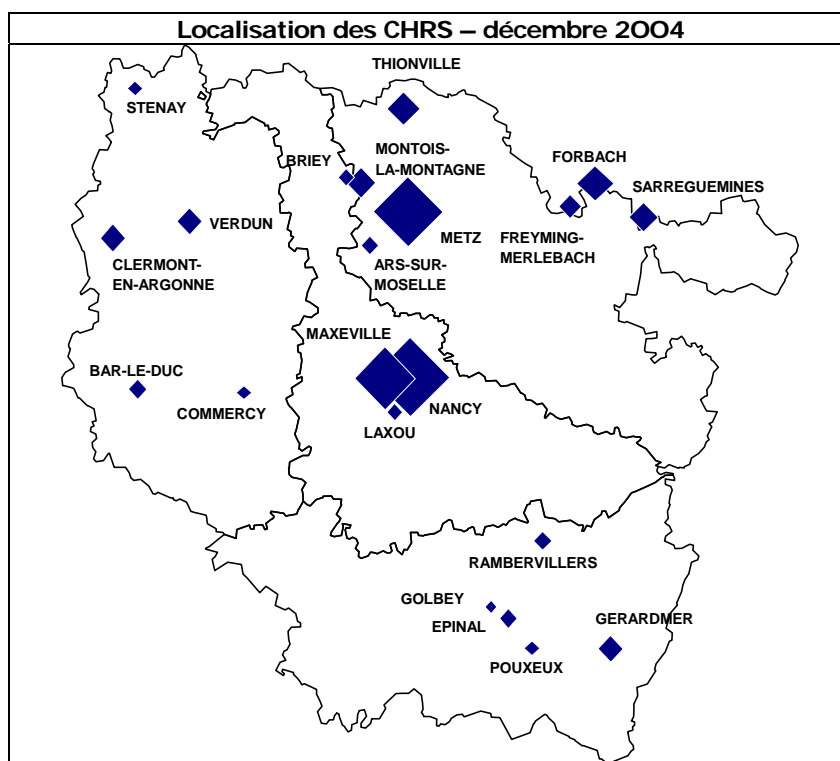 Localisation des CHRS – décembre 2004
THIONVILLE
STENAY
MONTOIS-
LA-MONTAGNE
BRIEY
FORBACH
SARREGUEMINES
VERDUN
METZ
FREYMING-
MERLEBACH
CLERMONT-
EN-ARGONNE
ARS-SUR-
MOSELLE
MAXEVILLE
BAR-LE-DUC
COMMERCY
NANCY
LAXOU
RAMBERVILLERS
GOLBEY
EPINAL
GERARDMER
POUXEUX